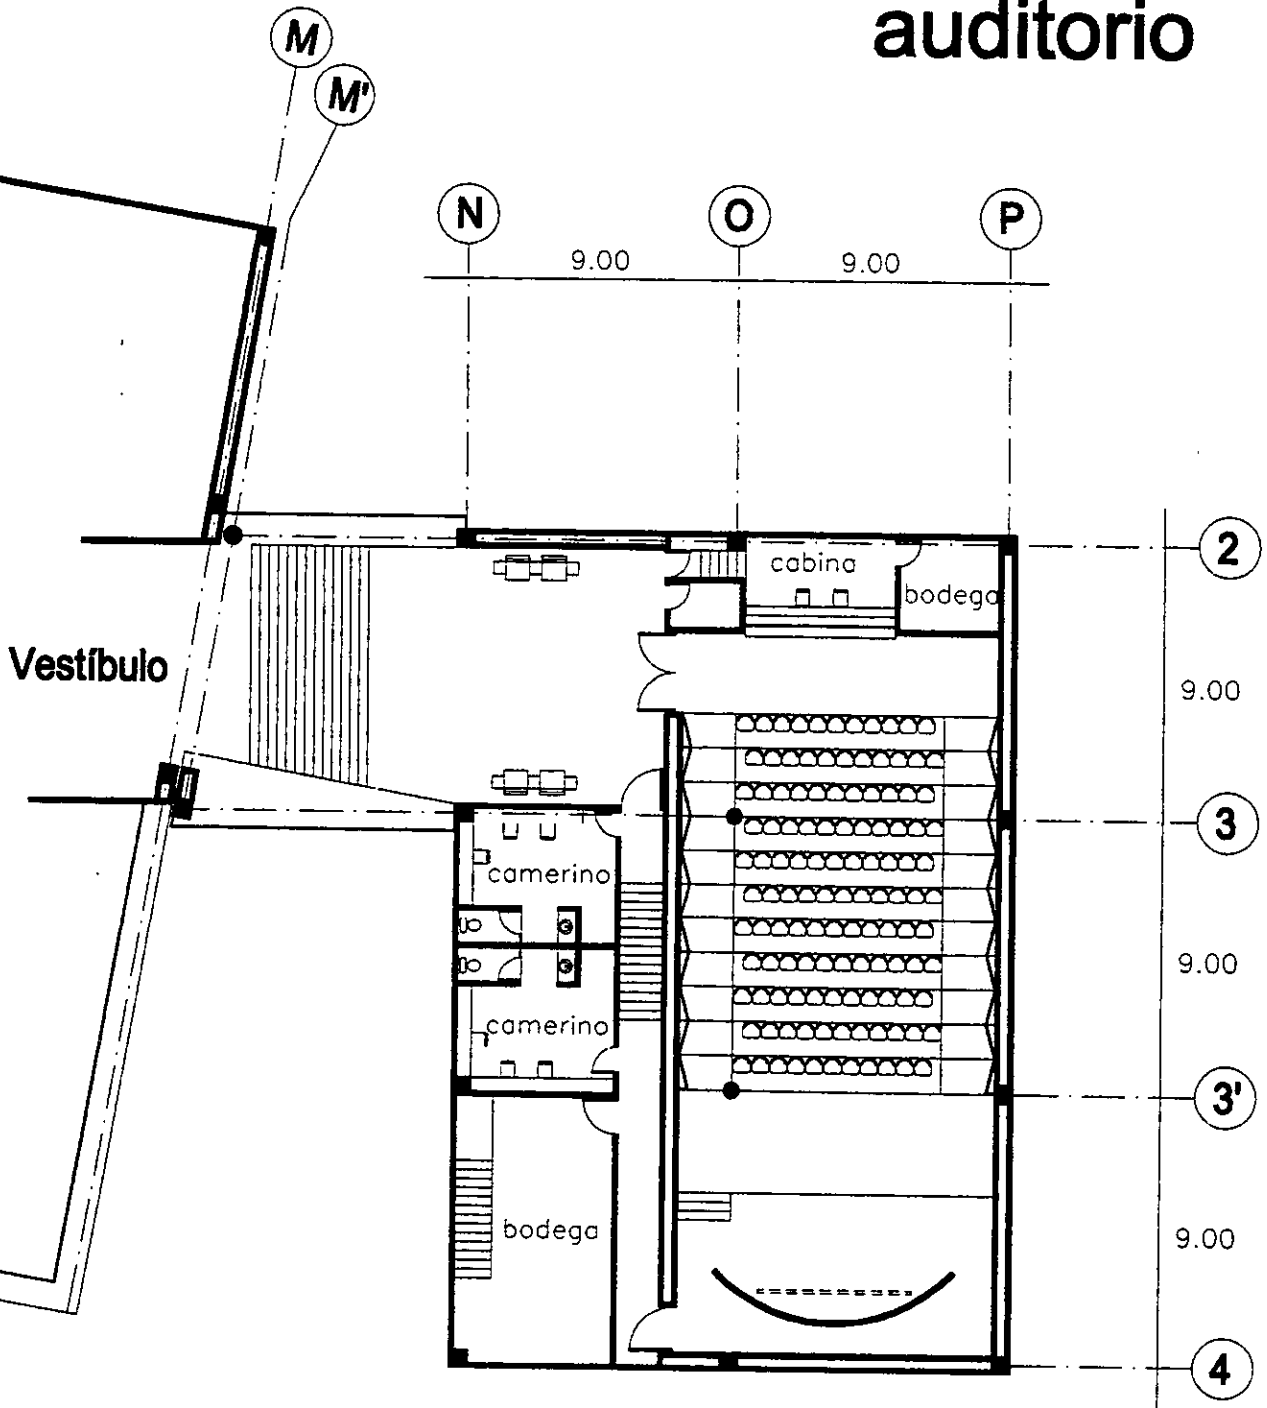 auditorio
M
M'
N
O
P
9.00
9.00
2
cabina
bodega
Vestíbulo
9.00
3
camerino
9.00
camerino
3'
bodega
9.00
4